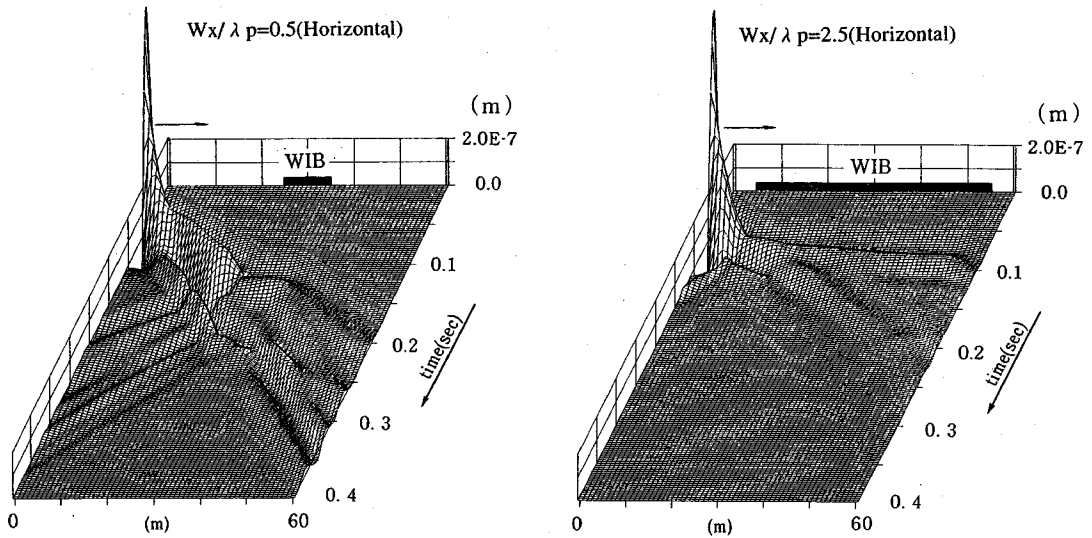 Wx/ λ p=0.5(Horizontal)
(m)
2.0E-7
WIB
0.0
0.1
0.2
time(sec)
0. 3
0. 4
0
(m)
60
Wx/ λ p=2.5(Horizontal)
(m)
2.0E-7
WIB
0.0
0.1
0.2
time(sec)
0. 3
0. 4
0
(m)
60